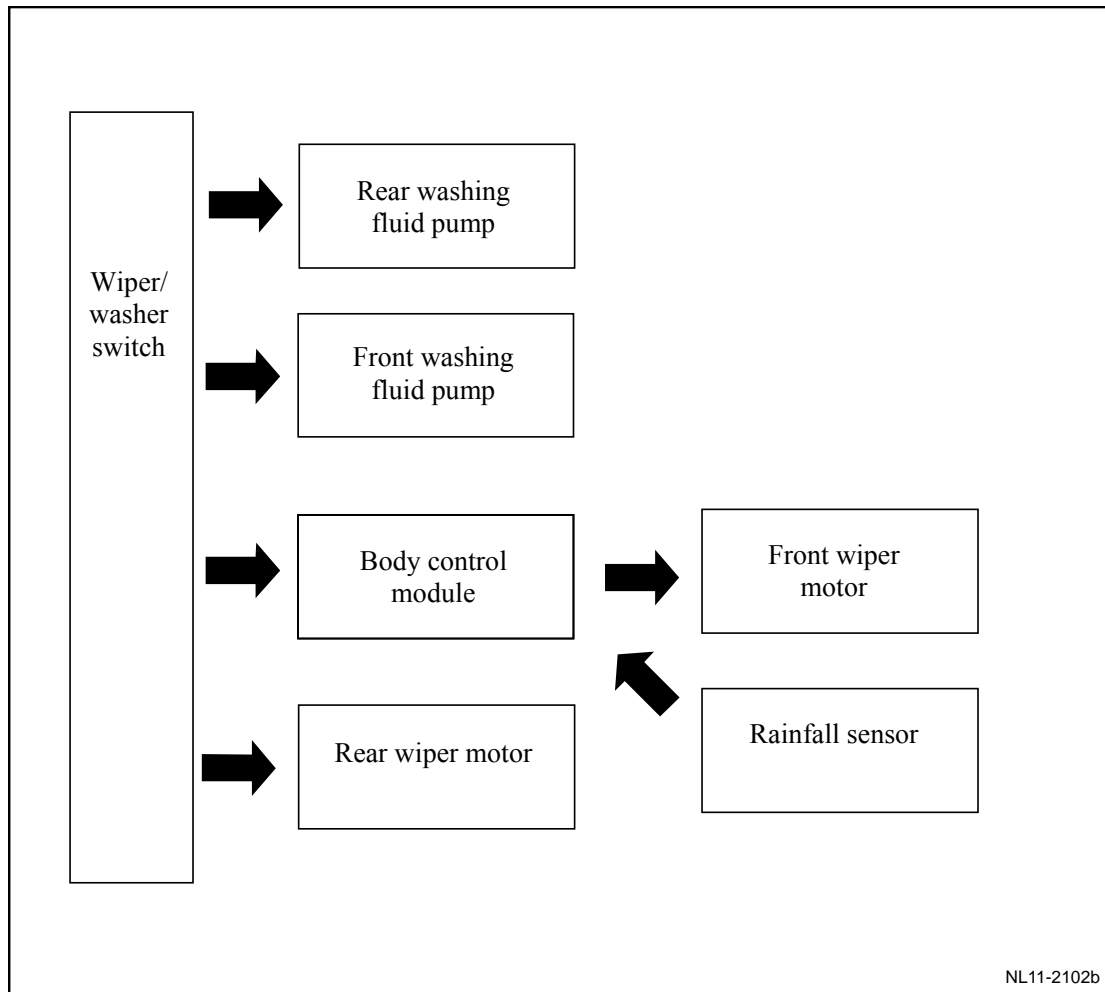 Rear washing
fluid pump
Wiper/
washer
switch
Front washing
fluid pump
Body control
module
Front wiper
motor
Rear wiper motor
Rainfall sensor
NL11-2102b